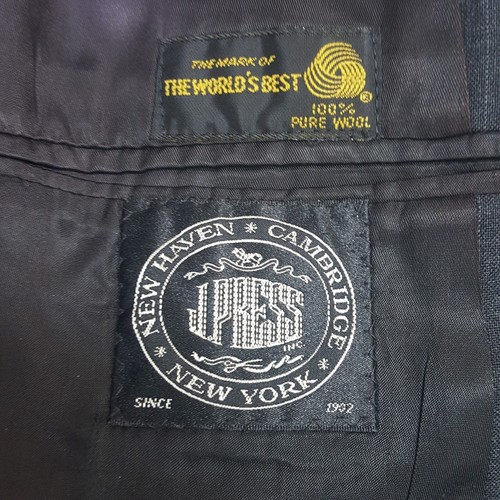 THE MARK OF
THE WORLD'S BEST
®
100%
PURE WOOL
NEW HAVEN * CAMBRIDGE * NEW YORK *
J.PRESS
INC.
SINCE 1902